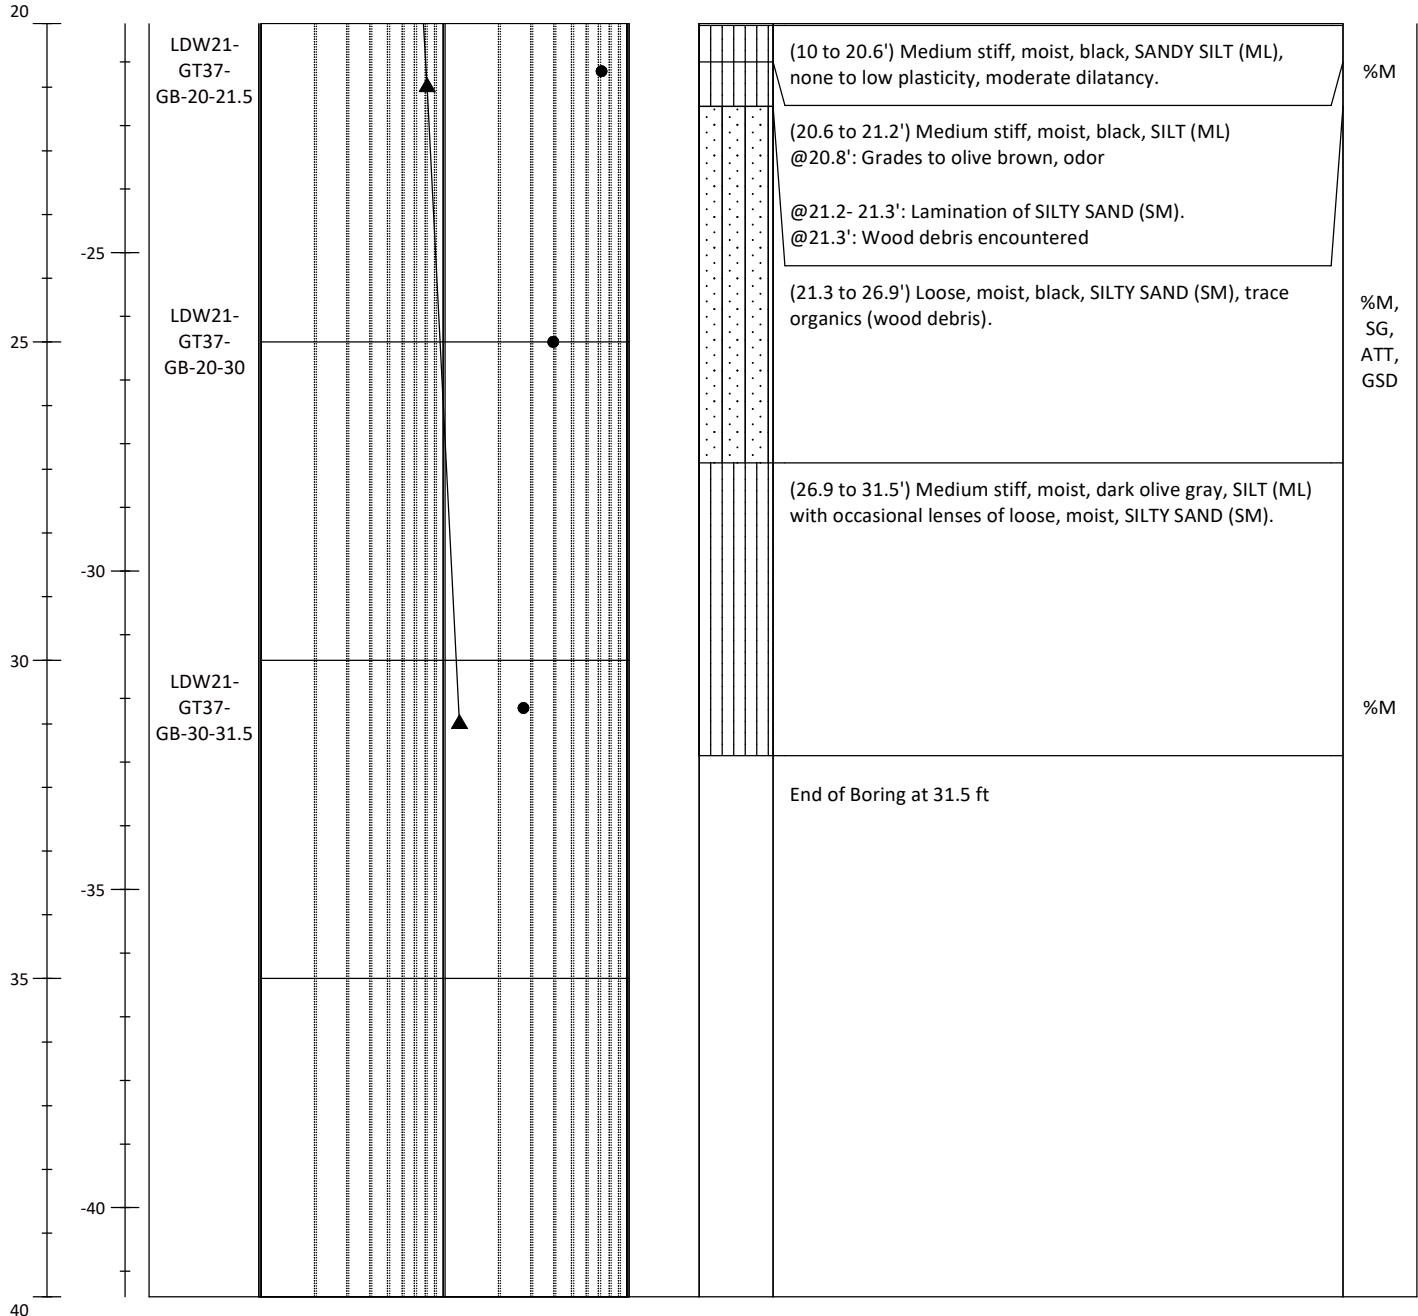 20
LDW21-
GT37-
GB-20-21.5
(10 to 20.6') Medium stiff, moist, black, SANDY SILT (ML),
none to low plasticity, moderate dilatancy.
%M
(20.6 to 21.2') Medium stiff, moist, black, SILT (ML)
@20.8': Grades to olive brown, odor
@21.2- 21.3': Lamination of SILTY SAND (SM).
@21.3': Wood debris encountered
-25
(21.3 to 26.9') Loose, moist, black, SILTY SAND (SM), trace
organics (wood debris).
25
LDW21-
GT37-
GB-20-30
%M,
SG,
ATT,
GSD
(26.9 to 31.5') Medium stiff, moist, dark olive gray, SILT (ML)
with occasional lenses of loose, moist, SILTY SAND (SM).
-30
30
LDW21-
GT37-
GB-30-31.5
%M
End of Boring at 31.5 ft
-35
35
-40
40